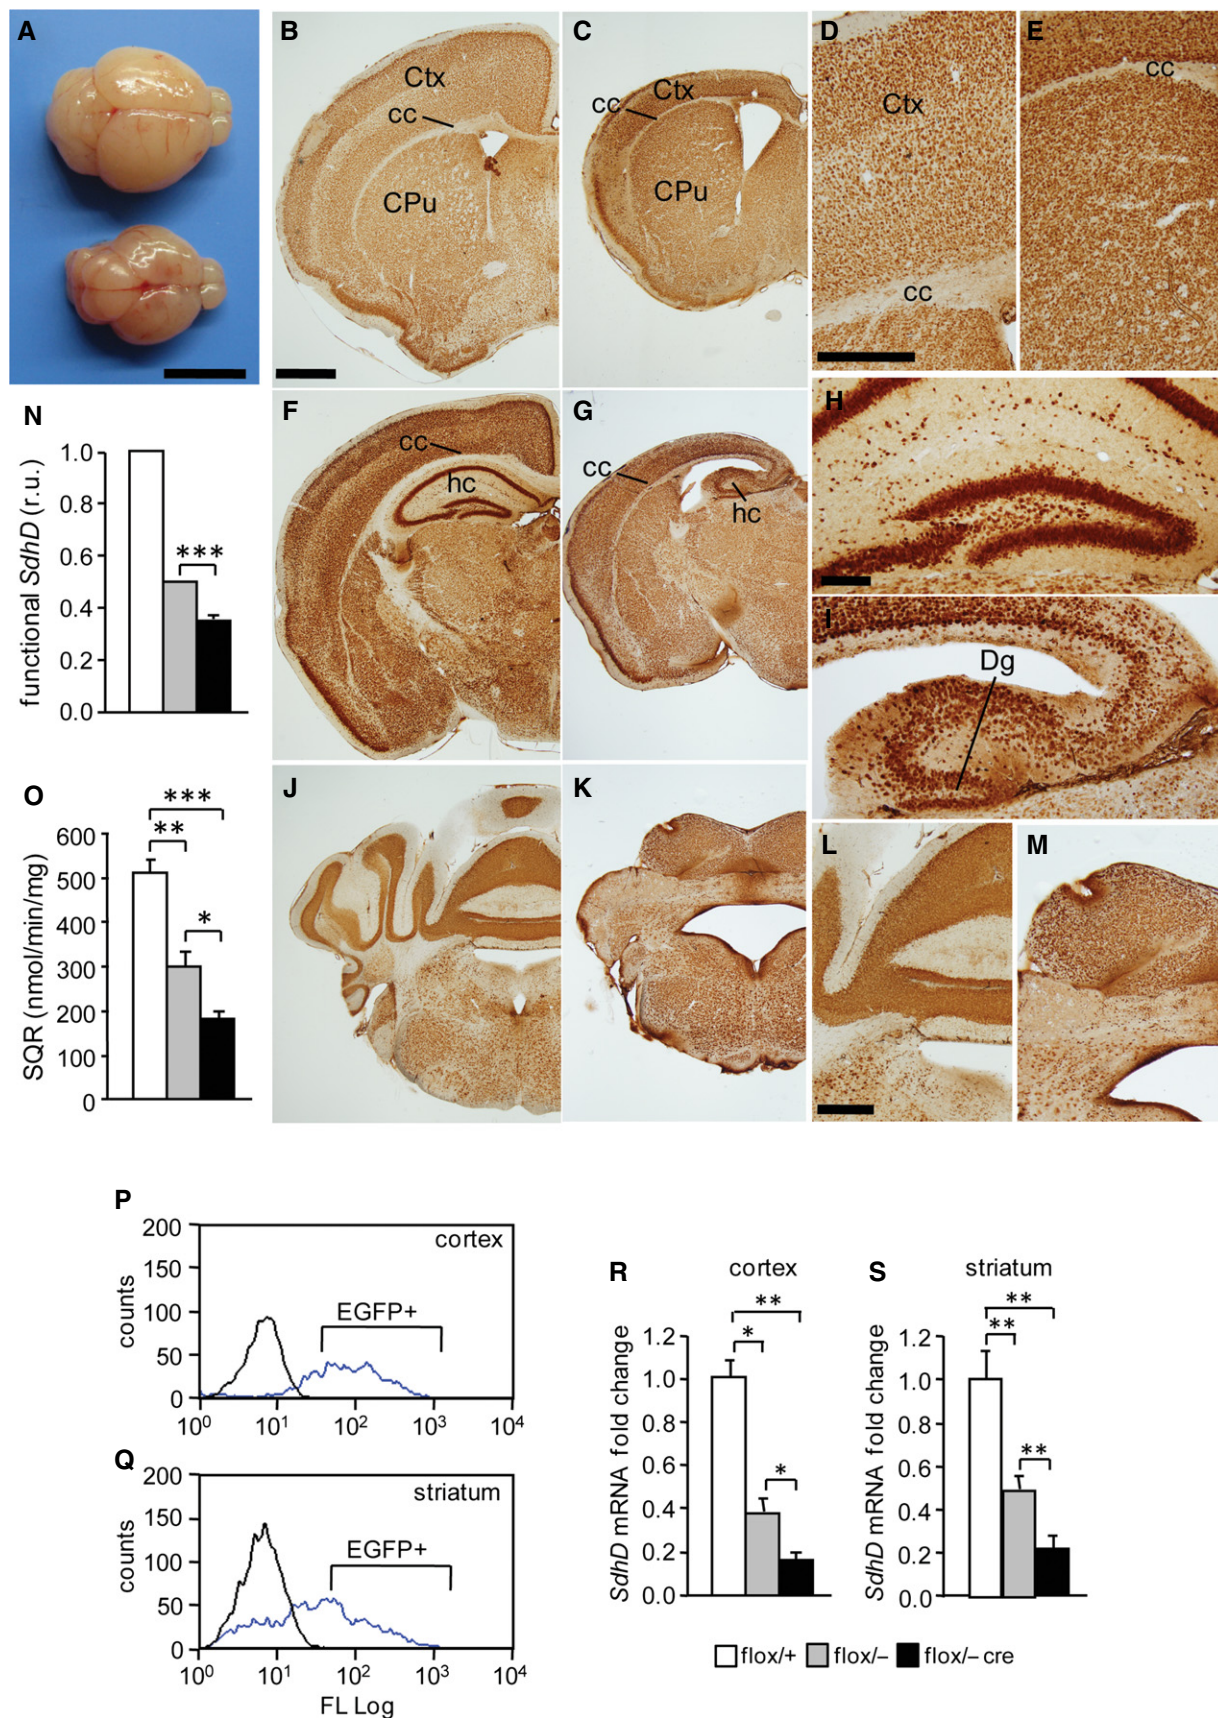 A
B
Ctx
cc
CPu
C
Ctx
cc
CPu
D
Ctx
cc
E
cc
F
cc
hc
G
cc
hc
H
I
Dg
J
K
L
M
N
functional SdhD (r.u.)
1.0
0.8
0.6
0.4
0.2
0.0
***
O
SQR (nmol/min/mg)
600
500
400
300
200
100
0
***
**
*
P
counts
200
150
100
50
0
cortex
EGFP+
10⁰ 10¹ 10² 10³ 10⁴
Q
counts
200
150
100
50
0
striatum
EGFP+
10⁰ 10¹ 10² 10³ 10⁴
FL Log
R
cortex
SdhD mRNA fold change
1.2
1.0
0.8
0.6
0.4
0.2
0.0
**
*
*
S
striatum
SdhD mRNA fold change
1.2
1.0
0.8
0.6
0.4
0.2
0.0
**
**
**
flox/+ flox/– flox/– cre